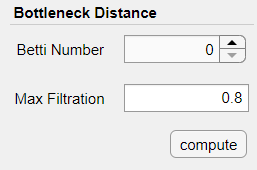 Bottleneck Distance
Betti Number 0
Max Filtration 0.8
compute